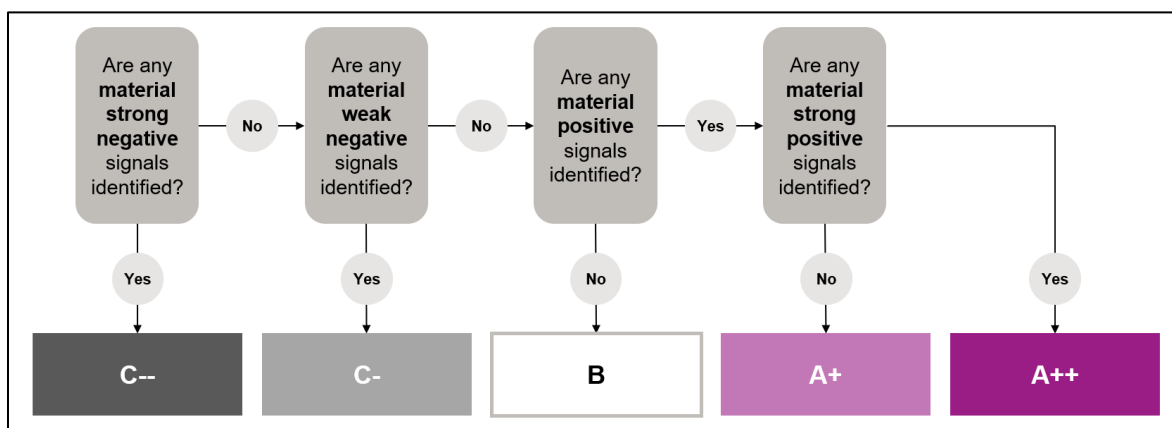 Are any
material
strong
negative
signals
identified?
No
Are any
material
weak
negative
signals
identified?
No
Are any
material
positive
signals
identified?
Yes
Are any
material
strong
positive
signals
identified?
Yes
Yes
No
No
Yes
C--
C-
B
A+
A++